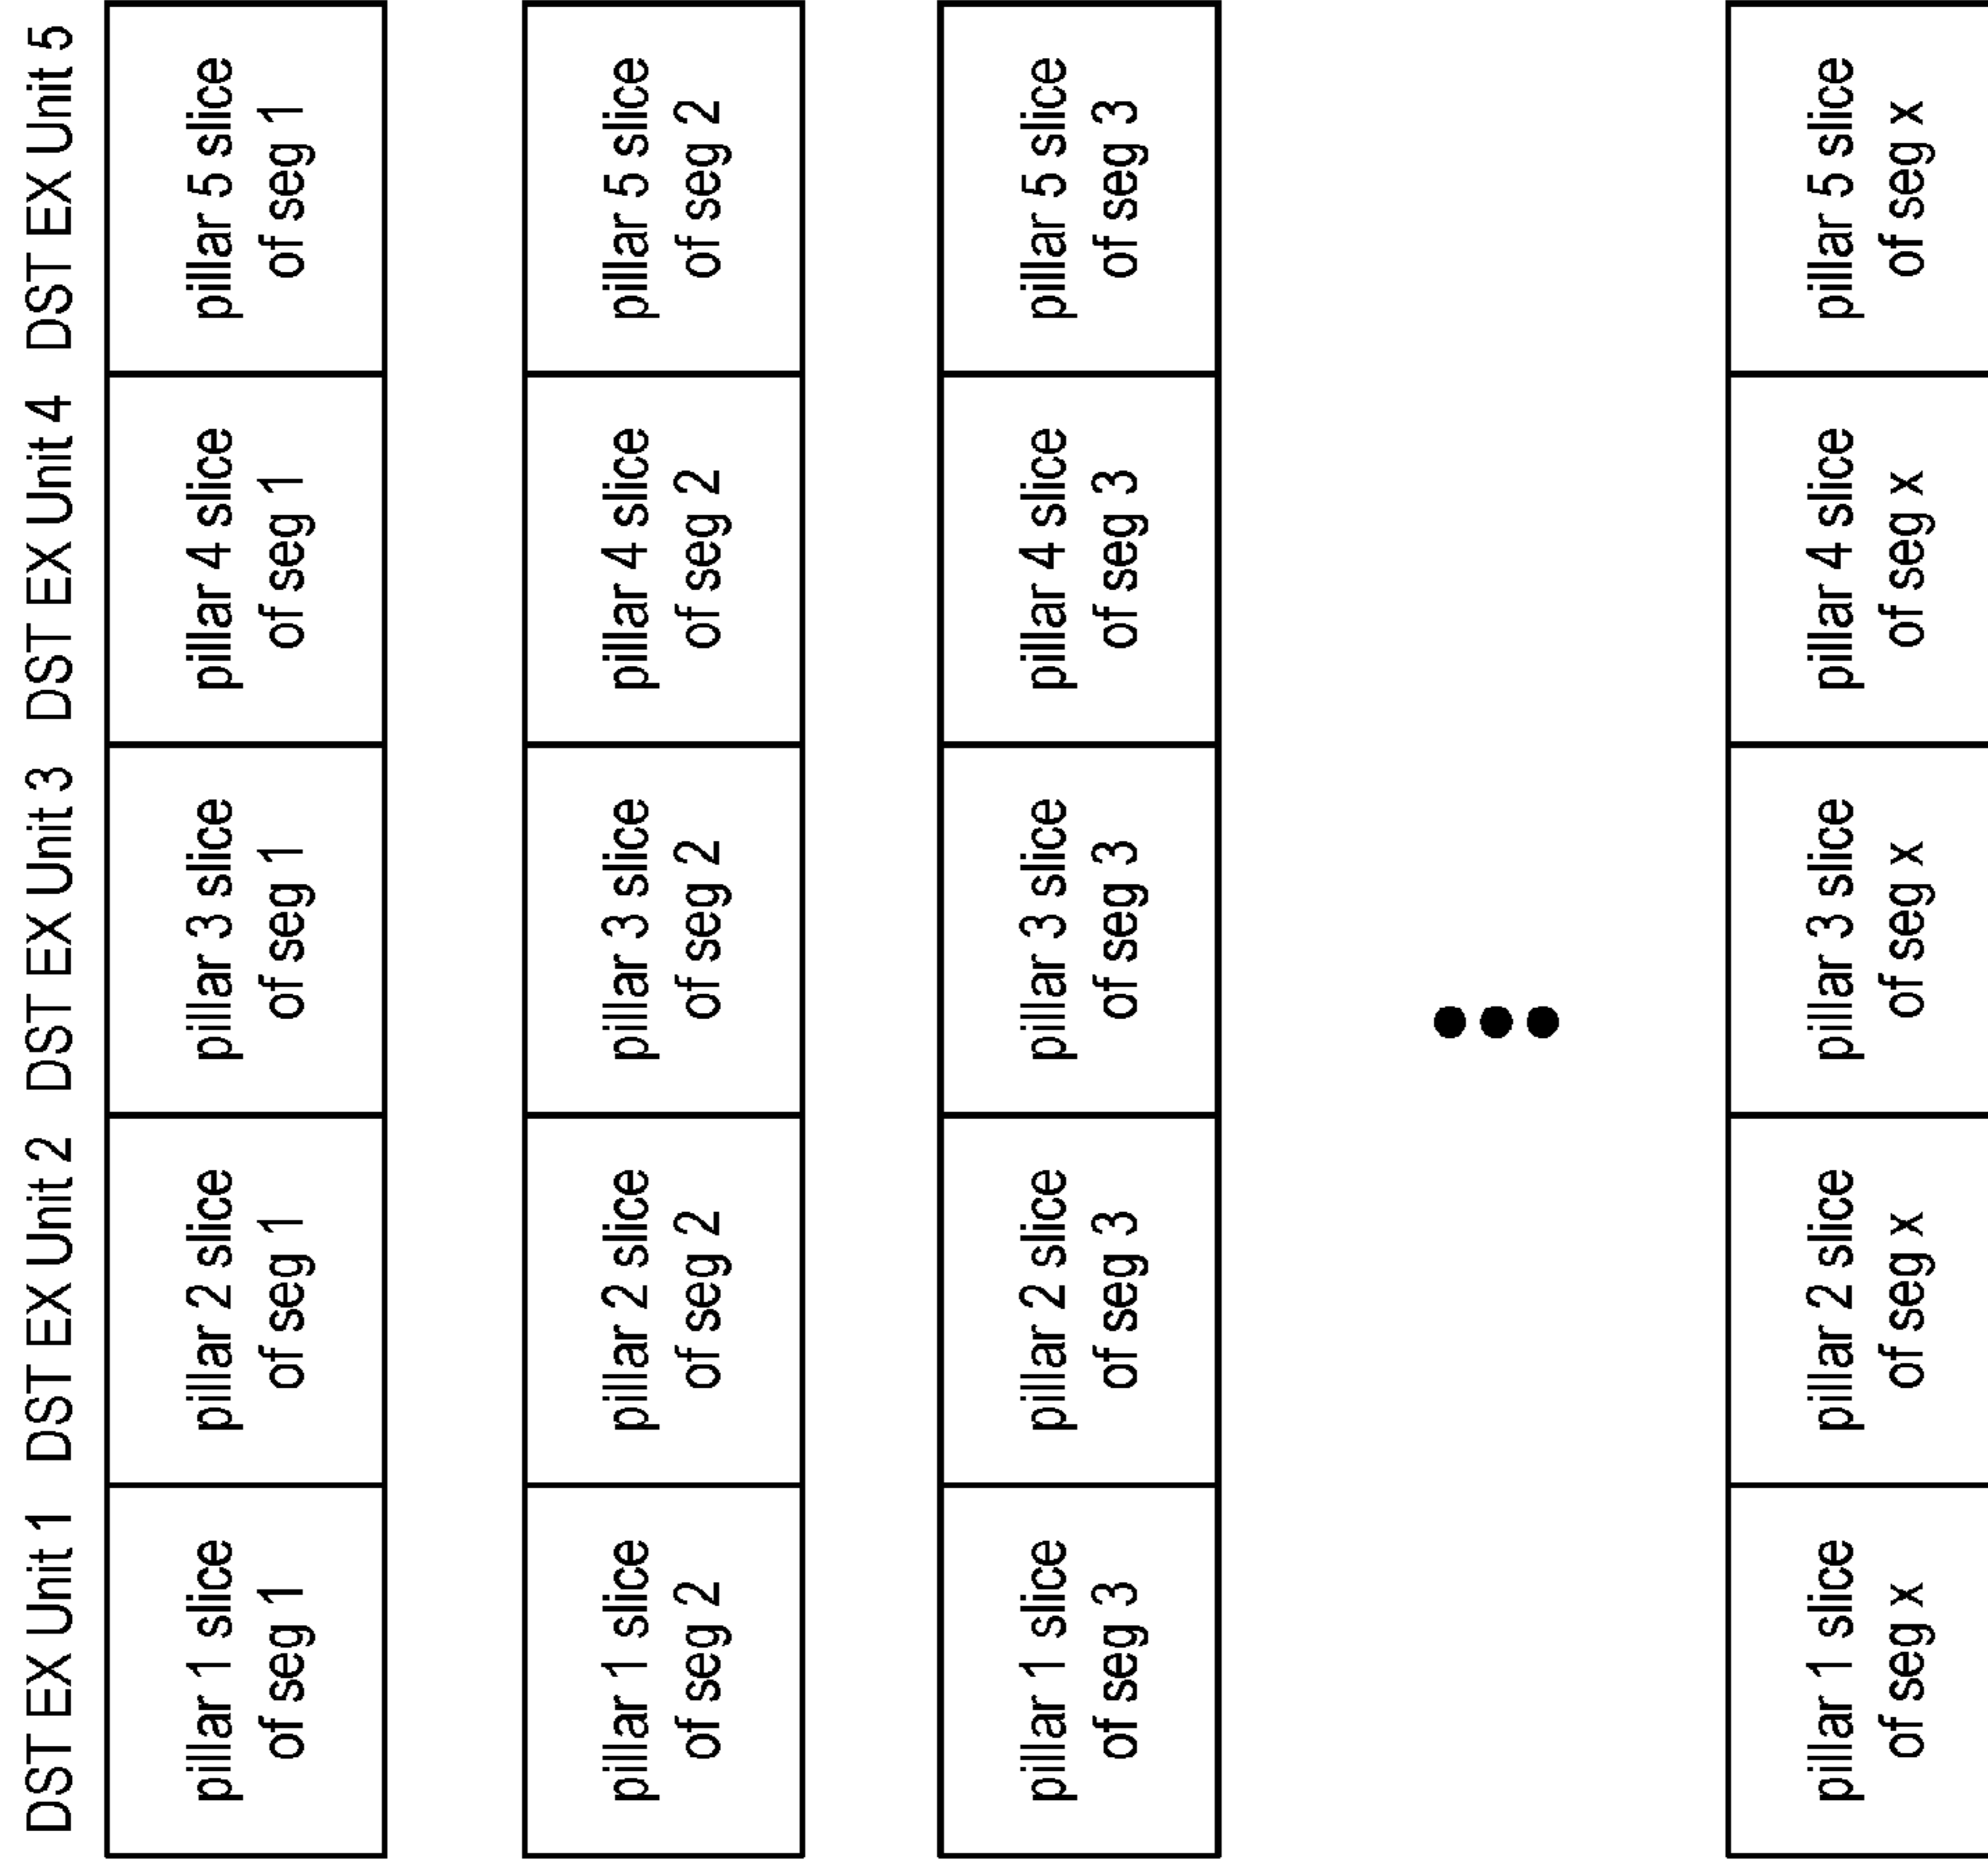 DST EX Unit 1
DST EX Unit 2
DST EX Unit 3
DST EX Unit 4
DST EX Unit 5
pillar 1 slice
of seg 1
pillar 2 slice
of seg 1
pillar 3 slice
of seg 1
pillar 4 slice
of seg 1
pillar 5 slice
of seg 1
pillar 1 slice
of seg 2
pillar 2 slice
of seg 2
pillar 3 slice
of seg 2
pillar 4 slice
of seg 2
pillar 5 slice
of seg 2
pillar 1 slice
of seg 3
pillar 2 slice
of seg 3
pillar 3 slice
of seg 3
pillar 4 slice
of seg 3
pillar 5 slice
of seg 3
pillar 1 slice
of seg x
pillar 2 slice
of seg x
pillar 3 slice
of seg x
pillar 4 slice
of seg x
pillar 5 slice
of seg x